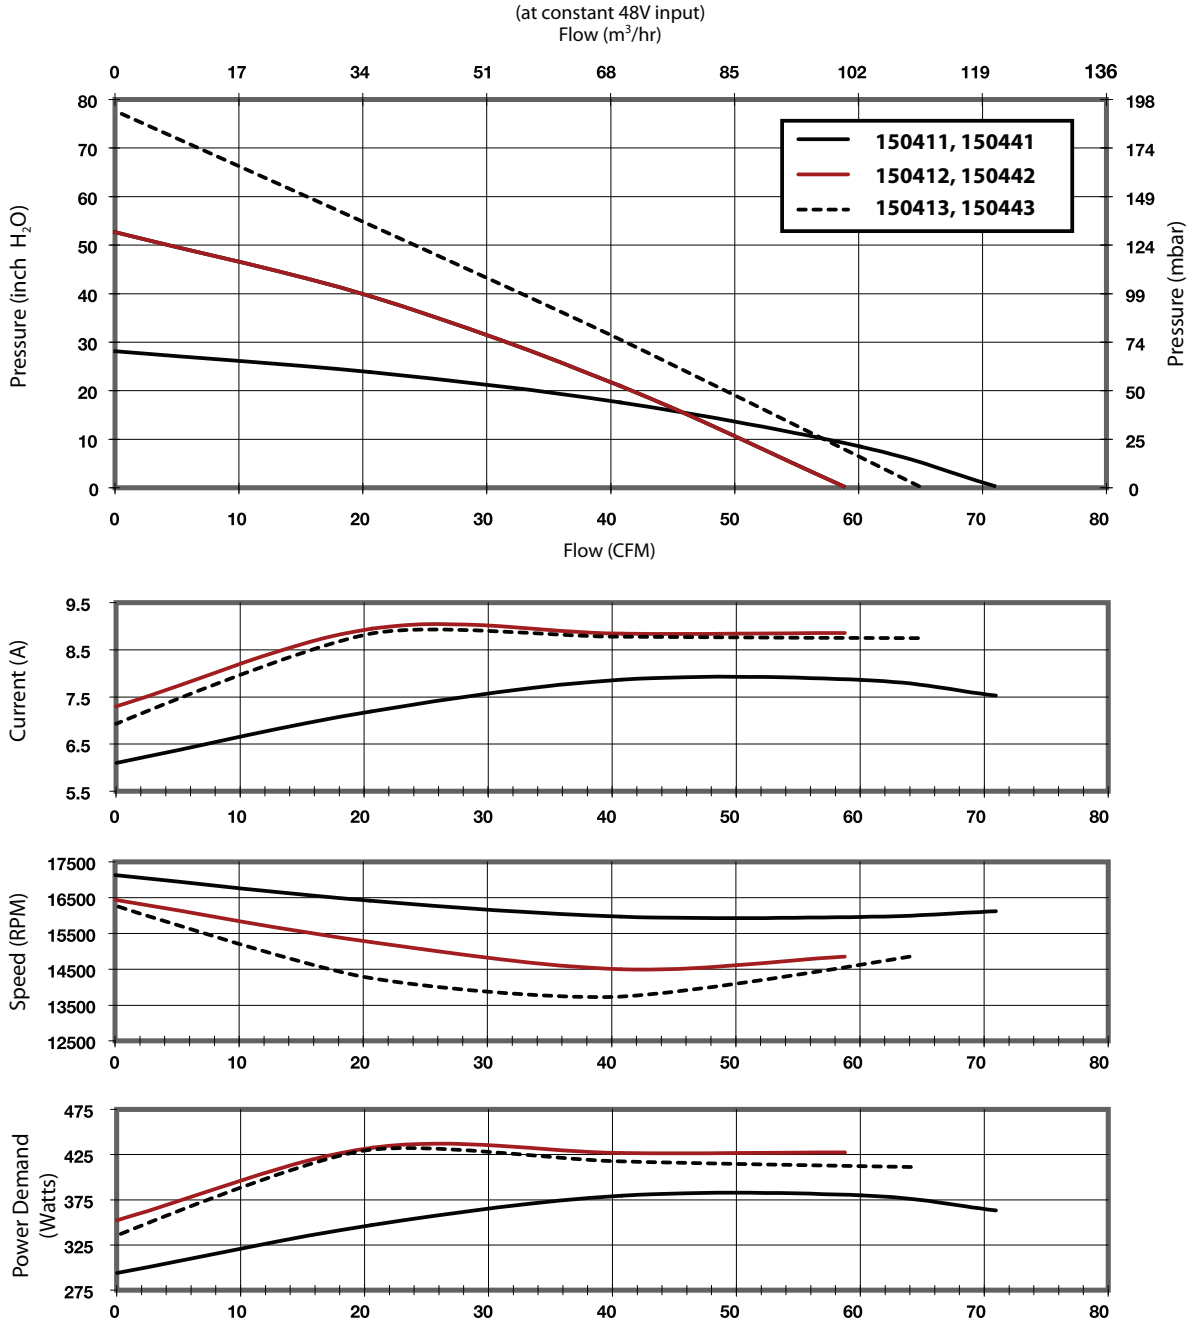 (at constant 48V input)
Flow (m³/hr)
0 17 34 51 68 85 102 119 136
80 198
70 174
60 149
50 124
40 99
30 74
20 50
10 25
0 0
Pressure (inch H₂O)
Pressure (mbar)
150411, 150441
150412, 150442
150413, 150443
0 10 20 30 40 50 60 70 80
Flow (CFM)
Current (A)
9.5
8.5
7.5
6.5
5.5
0 10 20 30 40 50 60 70 80
Speed (RPM)
17500
16500
15500
14500
13500
12500
0 10 20 30 40 50 60 70 80
Power Demand
(Watts)
475
425
375
325
275
0 10 20 30 40 50 60 70 80